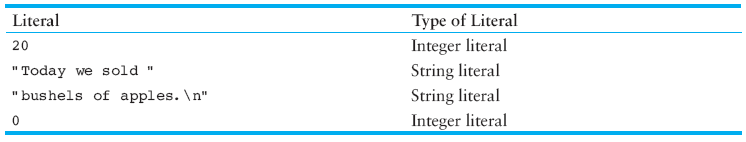 Literal Type of Literal
20 Integer literal
"Today we sold " String literal
"bushels of apples.\n" String literal
0 Integer literal